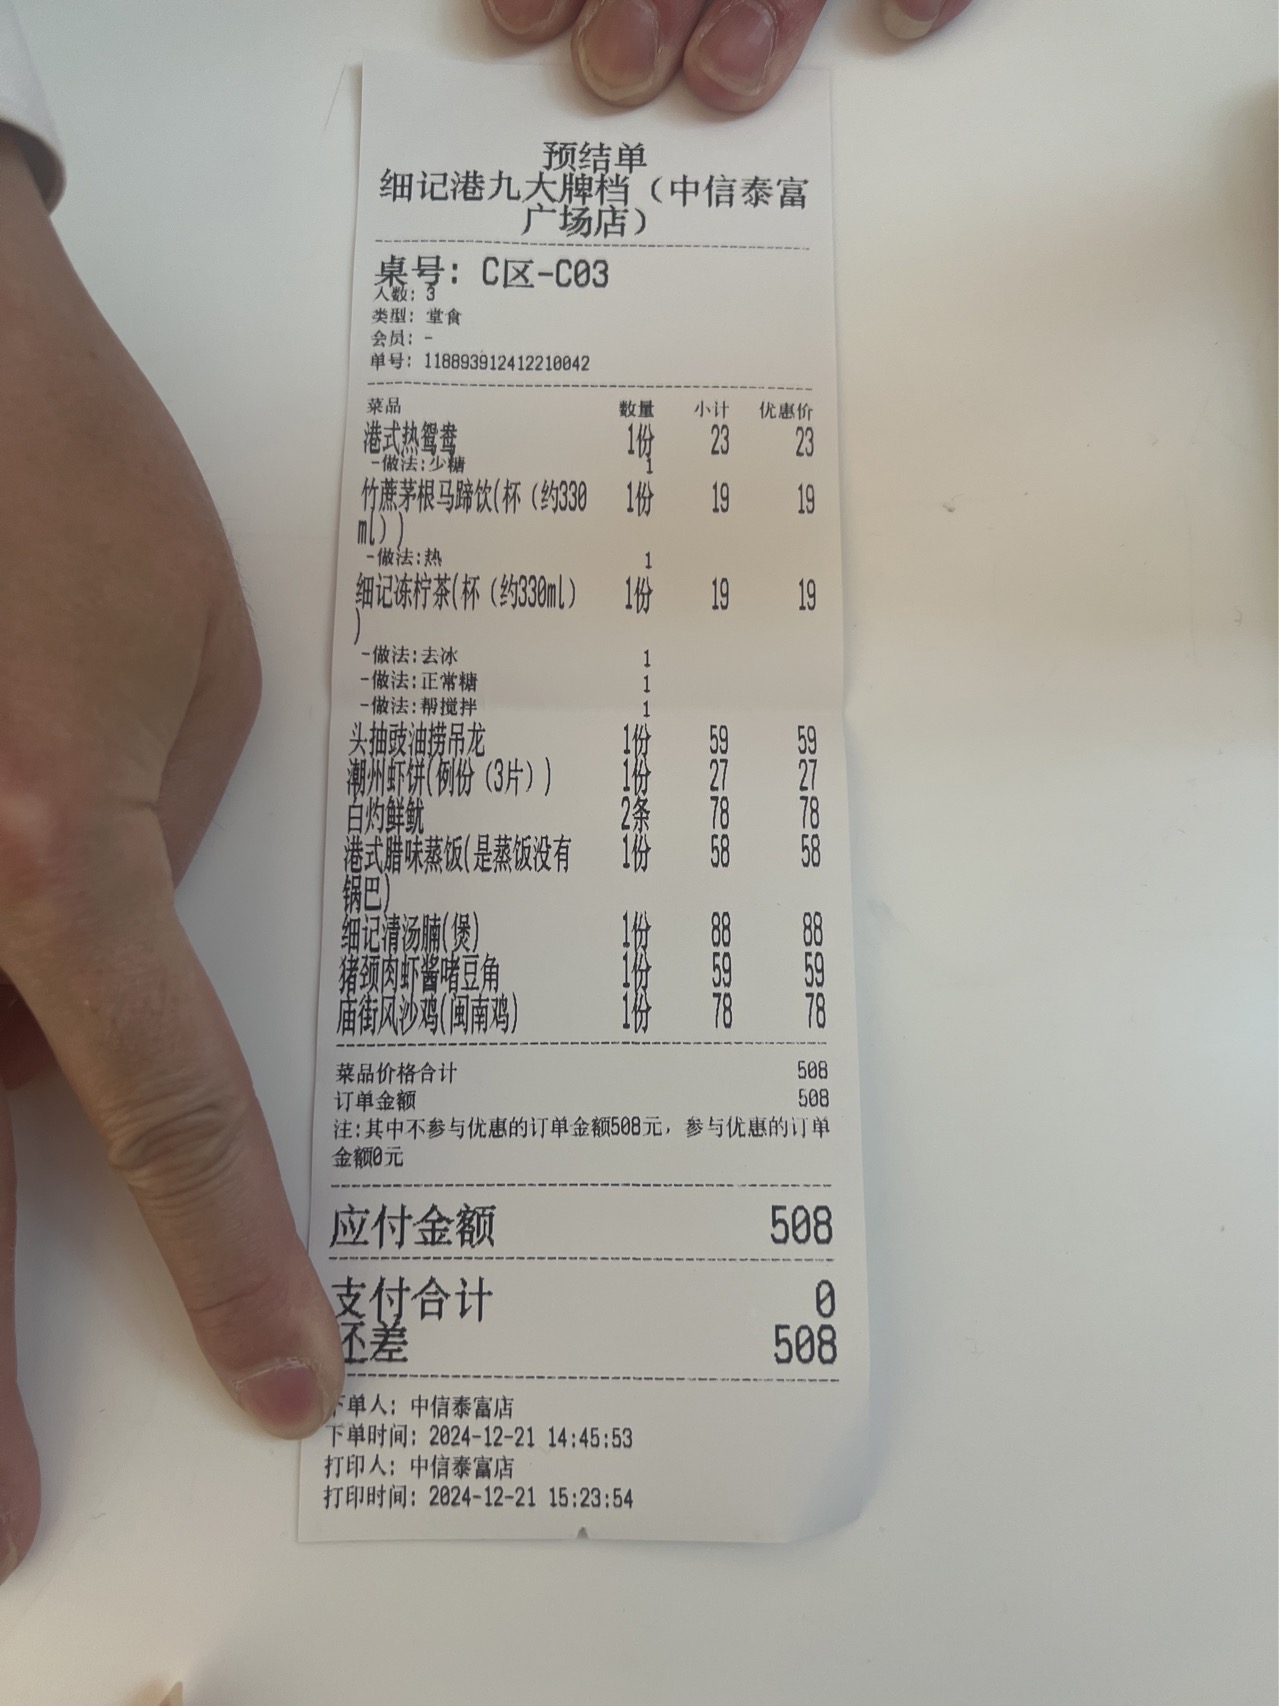 预结单
细记港九大牌档（中信泰富
广场店）
桌号: C区-C03
人数: 3
类型: 堂食
会员: -
单号: 118893912412210042
菜品 数量 小计 优惠价
港式热鸳鸯 1份 23 23
-做法:少糖 1
竹蔗茅根马蹄饮(杯（约330 1份 19 19
ml）)
-做法:热 1
细记冻柠茶(杯（约330ml） 1份 19 19
)
-做法:去冰 1
-做法:正常糖 1
-做法:帮搅拌 1
头抽豉油捞吊龙 1份 59 59
潮州虾饼(例份（3片）) 1份 27 27
白灼鲜鱿 2条 78 78
港式腊味蒸饭(是蒸饭没有 1份 58 58
锅巴)
细记清汤腩(煲) 1份 88 88
猪颈肉虾酱啫豆角 1份 59 59
庙街风沙鸡(闽南鸡) 1份 78 78
菜品价格合计 508
订单金额 508
注:其中不参与优惠的订单金额508元，参与优惠的订单
金额0元
应付金额 508
支付合计 0
还差 508
下单人: 中信泰富店
下单时间: 2024-12-21 14:45:53
打印人: 中信泰富店
打印时间: 2024-12-21 15:23:54